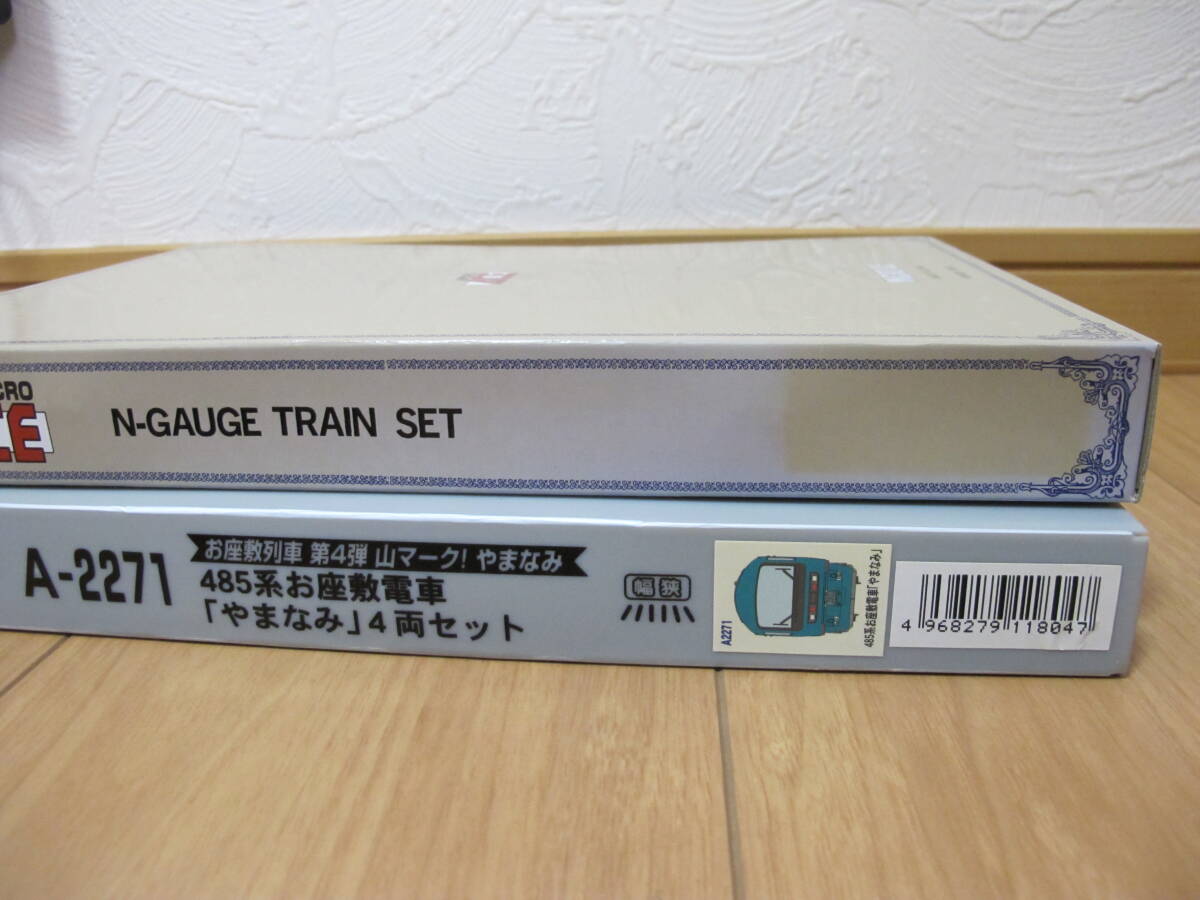 CRO
N-GAUGE TRAIN SET
A-2271
お座敷列車 第4弾 山マーク! やまなみ
485系お座敷電車
「やまなみ」4両セット
幅狭
A2271
485系お座敷電車「やまなみ」
4 968279 118047